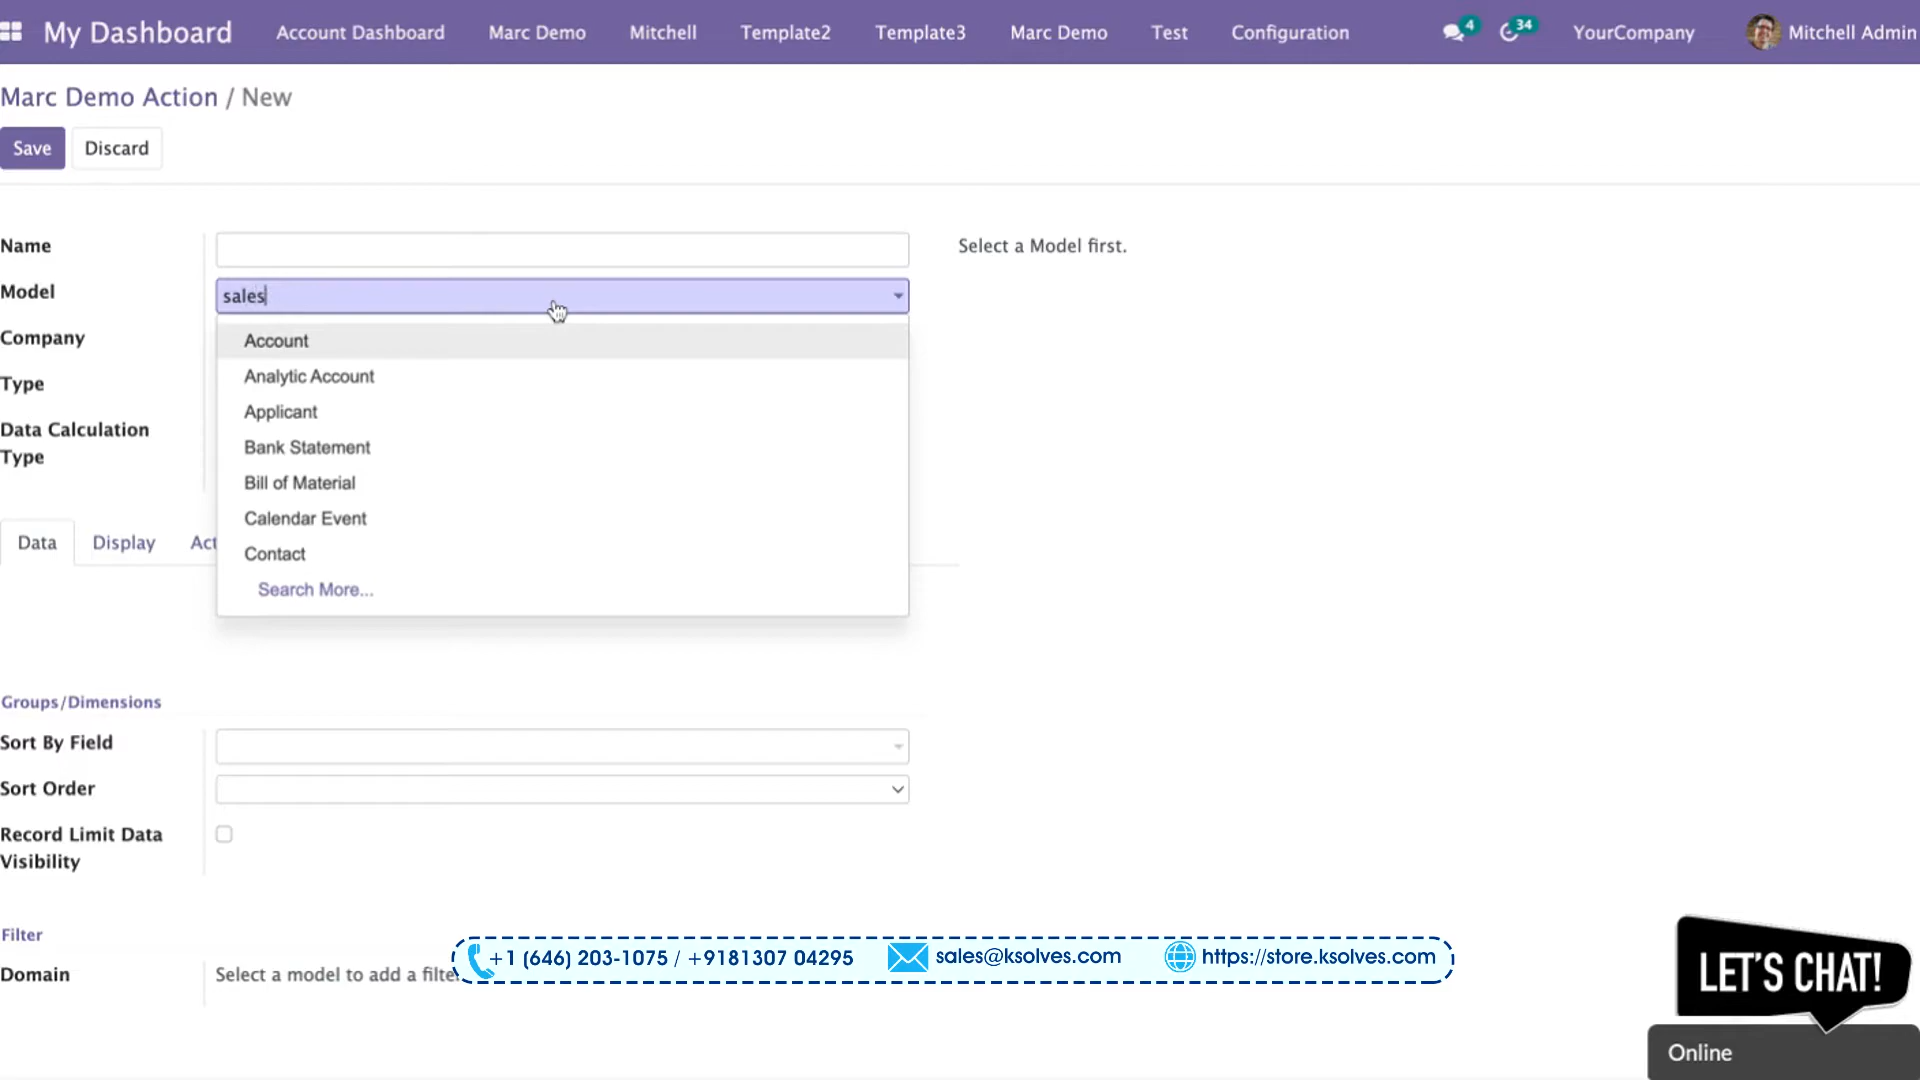 My Dashboard Account Dashboard Marc Demo Mitchell Template2 Template3 Marc Demo Test Configuration 4 34 YourCompany Mitchell Admin
Marc Demo Action / New
Save Discard
Name
Select a Model first.
Model sales
Company
Type
Data Calculation
Type
Account
Analytic Account
Applicant
Bank Statement
Bill of Material
Calendar Event
Contact
Search More...
Data Display Act
Groups/Dimensions
Sort By Field
Sort Order
Record Limit Data
Visibility
Filter
Domain Select a model to add a filte
+1 (646) 203-1075 / +9181307 04295 sales@ksolves.com https://store.ksolves.com
LET'S CHAT!
Online